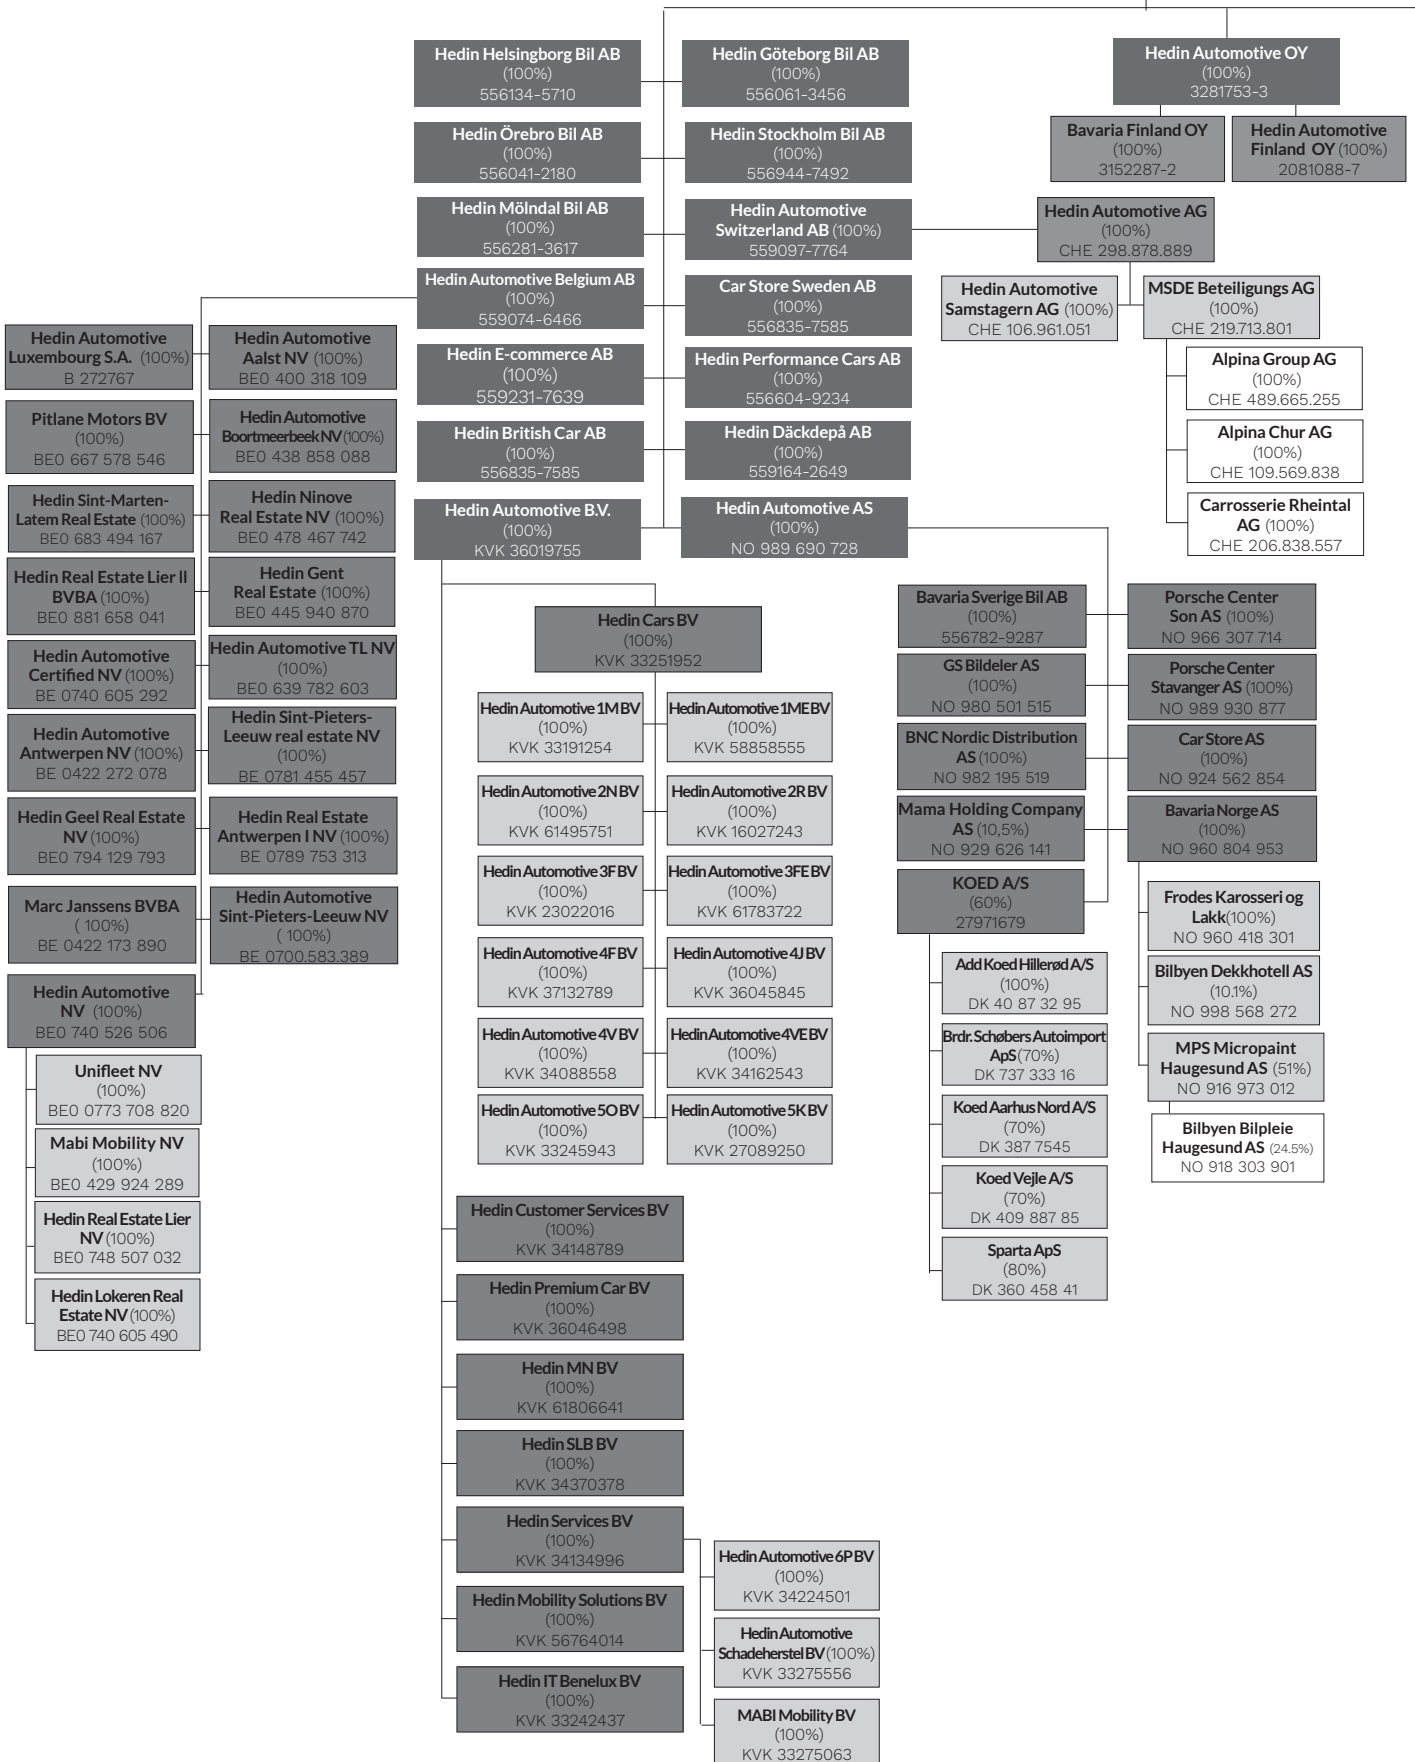 Hedin Helsingborg Bil AB
(100%)
556134-5710
Hedin Göteborg Bil AB
(100%)
556061-3456
Hedin Automotive OY
(100%)
3281753-3
Hedin Örebro Bil AB
(100%)
556041-2180
Hedin Stockholm Bil AB
(100%)
556944-7492
Bavaria Finland OY
(100%)
3152287-2
Hedin Automotive
Finland OY (100%)
2081088-7
Hedin Mölndal Bil AB
(100%)
556281-3617
Hedin Automotive
Switzerland AB (100%)
559097-7764
Hedin Automotive AG
(100%)
CHE 298.878.889
Hedin Automotive Belgium AB
(100%)
559074-6466
Car Store Sweden AB
(100%)
556835-7585
Hedin Automotive
Samstagern AG (100%)
CHE 106.961.051
MSDE Beteiligungs AG
(100%)
CHE 219.713.801
Hedin E-commerce AB
(100%)
559231-7639
Hedin Performance Cars AB
(100%)
556604-9234
Alpina Group AG
(100%)
CHE 489.665.255
Hedin British Car AB
(100%)
556835-7585
Hedin Däckdepå AB
(100%)
559164-2649
Alpina Chur AG
(100%)
CHE 109.569.838
Carrosserie Rheintal
AG (100%)
CHE 206.838.557
Hedin Automotive B.V.
(100%)
KVK 36019755
Hedin Automotive AS
(100%)
NO 989 690 728
Hedin Automotive
Luxembourg S.A. (100%)
B 272767
Hedin Automotive
Aalst NV (100%)
BE0 400 318 109
Pitlane Motors BV
(100%)
BE0 667 578 546
Hedin Automotive
Boortmeerbeek NV (100%)
BE0 438 858 088
Hedin Sint-Marten-
Latem Real Estate (100%)
BE0 683 494 167
Hedin Ninove
Real Estate NV (100%)
BE0 478 467 742
Hedin Real Estate Lier II
BVBA (100%)
BE0 881 658 041
Hedin Gent
Real Estate (100%)
BE0 445 940 870
Hedin Automotive
Certified NV (100%)
BE 0740 605 292
Hedin Automotive TL NV
(100%)
BE0 639 782 603
Hedin Automotive
Antwerpen NV (100%)
BE 0422 272 078
Hedin Sint-Pieters-
Leeuw real estate NV
(100%)
BE 0781 455 457
Hedin Geel Real Estate
NV (100%)
BE0 794 129 793
Hedin Real Estate
Antwerpen I NV (100%)
BE 0789 753 313
Marc Janssens BVBA
( 100%)
BE 0422 173 890
Hedin Automotive
Sint-Pieters-Leeuw NV
( 100%)
BE 0700.583.389
Hedin Automotive
NV (100%)
BE0 740 526 506
Unifleet NV
(100%)
BE0 0773 708 820
Mabi Mobility NV
(100%)
BE0 429 924 289
Hedin Real Estate Lier
NV (100%)
BE0 748 507 032
Hedin Lokeren Real
Estate NV (100%)
BE0 740 605 490
Hedin Cars BV
(100%)
KVK 33251952
Hedin Automotive 1M BV
(100%)
KVK 33191254
Hedin Automotive 1ME BV
(100%)
KVK 58858555
Hedin Automotive 2N BV
(100%)
KVK 61495751
Hedin Automotive 2R BV
(100%)
KVK 16027243
Hedin Automotive 3F BV
(100%)
KVK 23022016
Hedin Automotive 3FE BV
(100%)
KVK 61783722
Hedin Automotive 4F BV
(100%)
KVK 37132789
Hedin Automotive 4J BV
(100%)
KVK 36045845
Hedin Automotive 4V BV
(100%)
KVK 34088558
Hedin Automotive 4VE BV
(100%)
KVK 34162543
Hedin Automotive 5O BV
(100%)
KVK 33245943
Hedin Automotive 5K BV
(100%)
KVK 27089250
Hedin Customer Services BV
(100%)
KVK 34148789
Hedin Premium Car BV
(100%)
KVK 36046498
Hedin MN BV
(100%)
KVK 61806641
Hedin SLB BV
(100%)
KVK 34370378
Hedin Services BV
(100%)
KVK 34134996
Hedin Mobility Solutions BV
(100%)
KVK 56764014
Hedin IT Benelux BV
(100%)
KVK 33242437
Hedin Automotive 6P BV
(100%)
KVK 34224501
Hedin Automotive
Schadeherstel BV (100%)
KVK 33275556
MABI Mobility BV
(100%)
KVK 33275063
Bavaria Sverige Bil AB
(100%)
556782-9287
Porsche Center
Son AS (100%)
NO 966 307 714
GS Bildeler AS
(100%)
NO 980 501 515
Porsche Center
Stavanger AS (100%)
NO 989 930 877
BNC Nordic Distribution
AS (100%)
NO 982 195 519
Car Store AS
(100%)
NO 924 562 854
Mama Holding Company
AS (10,5%)
NO 929 626 141
Bavaria Norge AS
(100%)
NO 960 804 953
KOED A/S
(60%)
27971679
Frodes Karosseri og
Lakk(100%)
NO 960 418 301
Add Koed Hillerød A/S
(100%)
DK 40 87 32 95
Bilbyen Dekkhotell AS
(10.1%)
NO 998 568 272
Brdr. Schøbers Autoimport
ApS (70%)
DK 737 333 16
MPS Micropaint
Haugesund AS (51%)
NO 916 973 012
Koed Aarhus Nord A/S
(70%)
DK 387 7545
Bilbyen Bilpleie
Haugesund AS (24.5%)
NO 918 303 901
Koed Vejle A/S
(70%)
DK 409 887 85
Sparta ApS
(80%)
DK 360 458 41